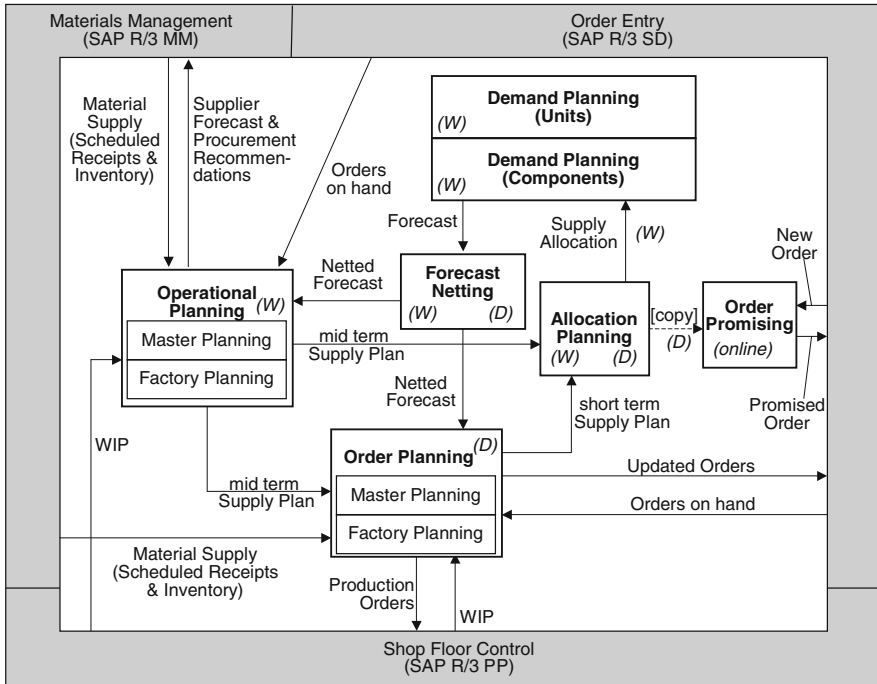 Materials Management
(SAP R/3 MM)
Order Entry
(SAP R/3 SD)
Material
Supply
(Scheduled
Receipts &
Inventory)
Supplier
Forecast &
Procurement
Recommen-
dations
Orders
on hand
Demand Planning
(Units)
(W)
Demand Planning
(Components)
(W)
Forecast
Supply
Allocation
(W)
New
Order
Netted
Forecast
Forecast
Netting
(W)
(D)
Operational
Planning
(W)
Master Planning
Factory Planning
mid term
Supply Plan
Allocation
Planning
(W)
(D)
[copy]
(D)
Order
Promising
(online)
Netted
Forecast
short term
Supply Plan
Promised
Order
WIP
mid term
Supply Plan
Order Planning
(D)
Master Planning
Factory Planning
Updated Orders
Orders on hand
Material Supply
(Scheduled Receipts
& Inventory)
Production
Orders
WIP
Shop Floor Control
(SAP R/3 PP)